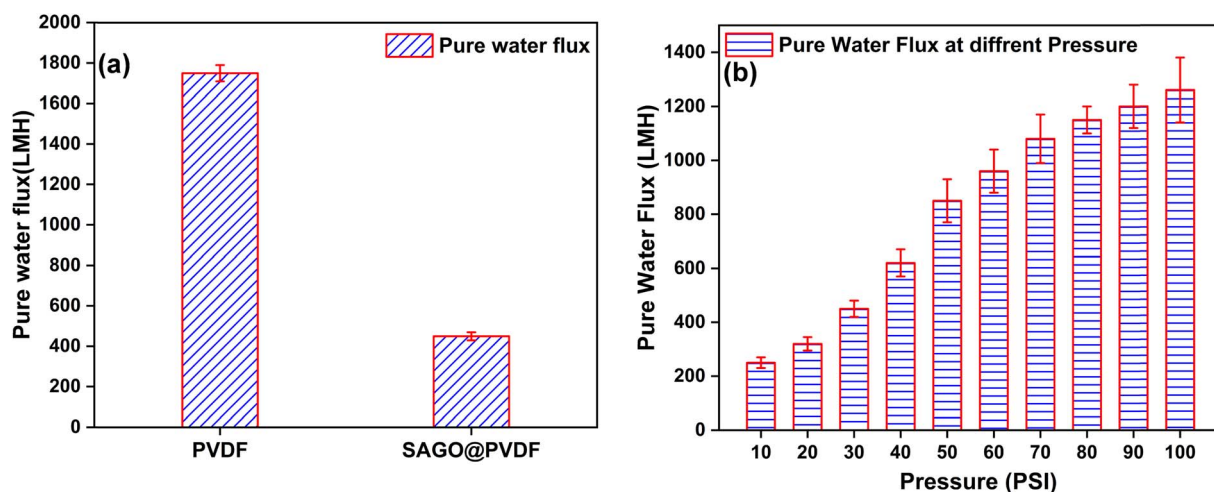 (a)
Pure water flux
Pure water flux(LMH)
2000
1800
1600
1400
1200
1000
800
600
400
200
0
PVDF
SAGO@PVDF
(b)
Pure Water Flux at diffrent Pressure
Pure Water Flux (LMH)
1400
1200
1000
800
600
400
200
0
10 20 30 40 50 60 70 80 90 100
Pressure (PSI)